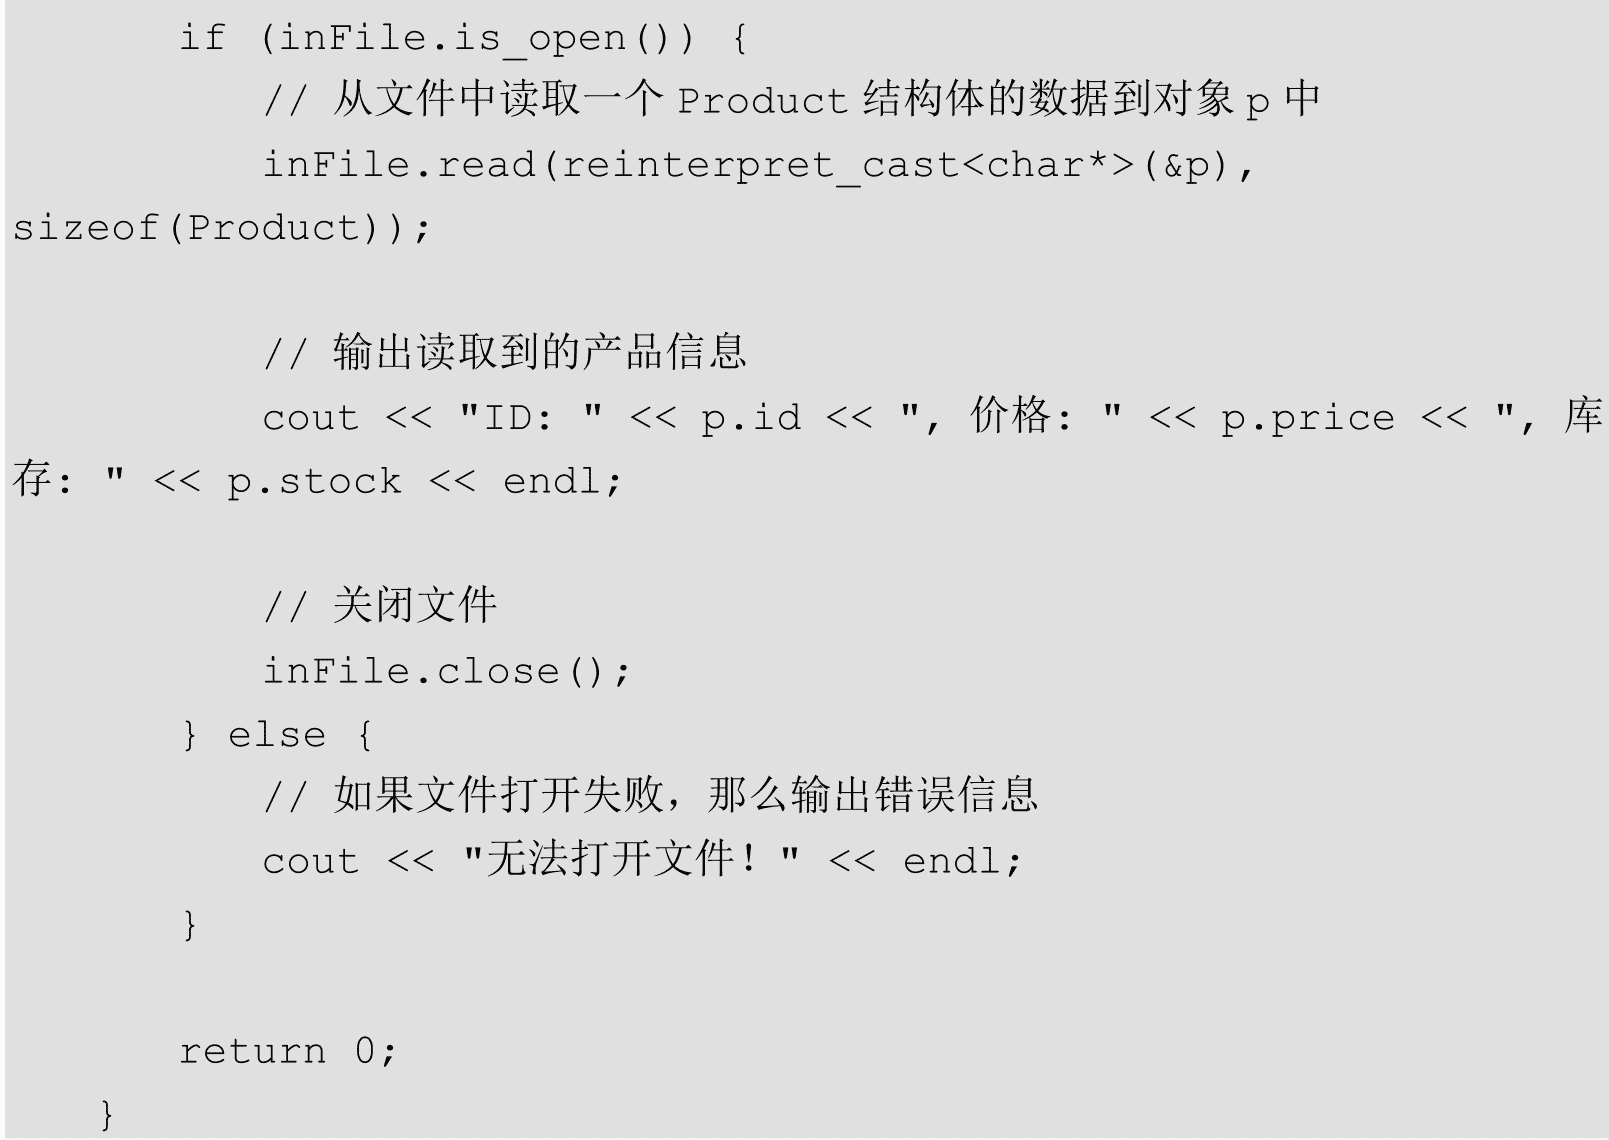 if (inFile.is_open()) {
// 从文件中读取一个 Product 结构体的数据到对象 p 中
inFile.read(reinterpret_cast<char*>(&p),
sizeof(Product));
// 输出读取到的产品信息
cout << "ID: " << p.id << ", 价格: " << p.price << ", 库
存: " << p.stock << endl;
// 关闭文件
inFile.close();
} else {
// 如果文件打开失败，那么输出错误信息
cout << "无法打开文件！" << endl;
}
return 0;
}